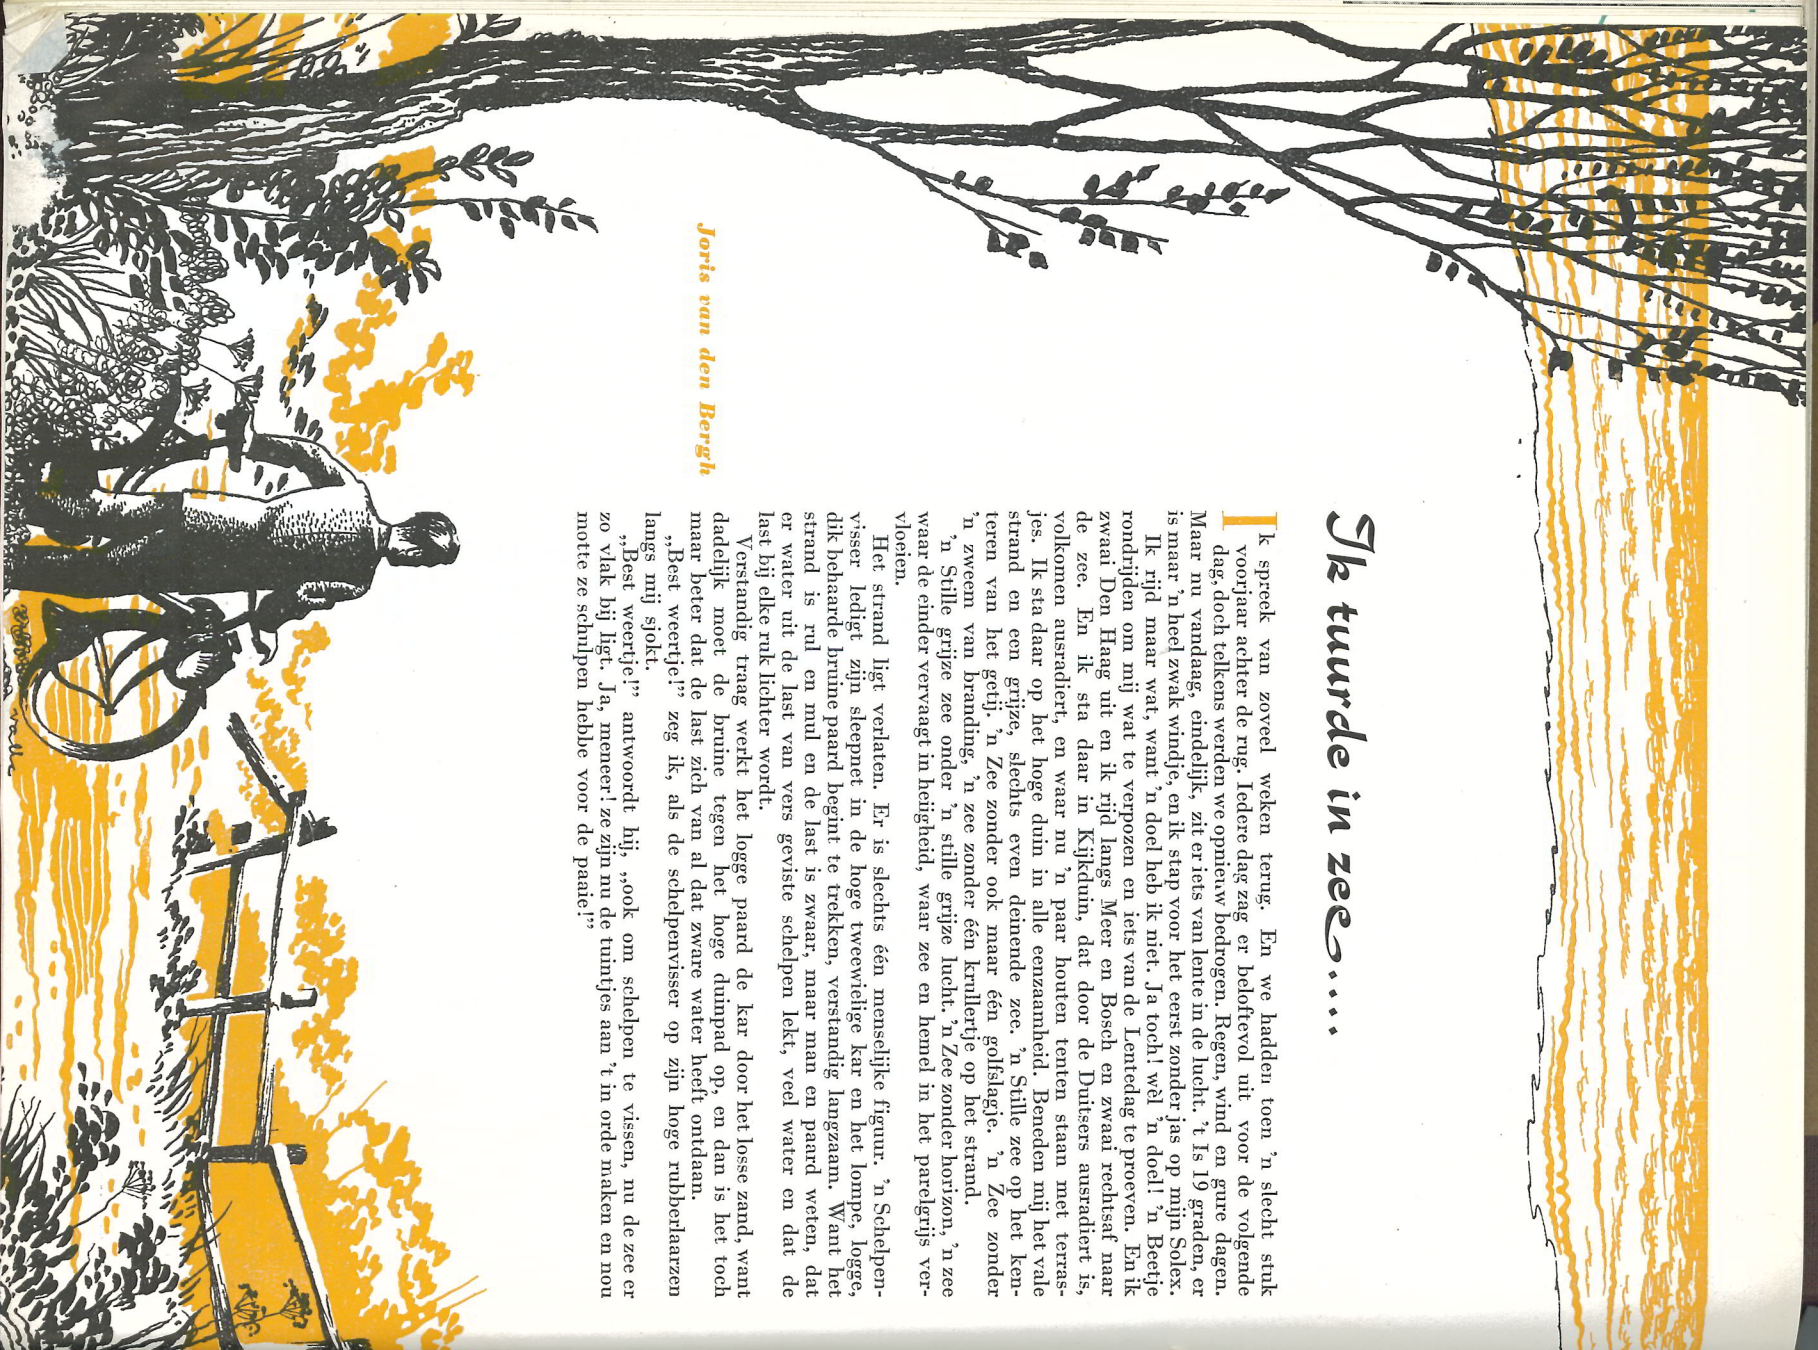 Ik tuurde in zee....
Ik spreek van zoveel weken terug. En we hadden toen 'n slecht stuk
voorjaar achter de rug. Iedere dag zag er beloftevol uit voor de volgende
dag, doch telkens werden we opnieuw bedrogen. Regen, wind en gure dagen.
Maar nu vandaag, eindelijk, zit er iets van lente in de lucht. 't Is 19 graden, er
is maar 'n heel zwak windje, en ik stap voor het eerst zonder jas op mijn Solex.
Ik rijd maar wat, want 'n doel heb ik niet. Ja toch! wèl 'n doel! 'n Beetje
rondrijden om mij wat te verpozen en iets van de Lentedag te proeven. En ik
zwaai Den Haag uit en ik rijd langs Meer en Bosch en zwaai rechtsaf naar
de zee. En ik sta daar in Kijkduin, dat door de Duitsers ausradiert is,
volkomen ausradiert, en waar nu 'n paar houten tenten staan met terras-
jes. Ik sta daar op het hoge duin in alle eenzaamheid. Beneden mij het vale
strand en een grijze, slechts even deinende zee. 'n Stille zee op het ken-
teren van het getij. 'n Zee zonder ook maar één golfslagje. 'n Zee zonder
'n zweem van branding, 'n zee zonder één krullertje op het strand.
'n Stille grijze zee onder 'n stille grijze lucht. 'n Zee zonder horizon, 'n zee
waar de einder vervaagt in heiigheid, waar zee en hemel in het parelgrijs ver-
vloeien.
Het strand ligt verlaten. Er is slechts één menselijke figuur. 'n Schelpen-
visser ledigt zijn sleepnet in de hoge tweewielige kar en het lompe, logge,
dik behaarde bruine paard begint te trekken, verstandig langzaam. Want het
strand is rul en mul en de last is zwaar, maar man en paard weten, dat
er water uit de last van vers geviste schelpen lekt, veel water en dat de
last bij elke ruk lichter wordt.
Verstandig traag werkt het logge paard de kar door het losse zand, want
dadelijk moet de bruine tegen het hoge duinpad op, en dan is het toch
maar beter dat de last zich van al dat zware water heeft ontdaan.
„Best weertje!” zeg ik, als de schelpenvisser op zijn hoge rubberlaarzen
langs mij sjokt.
„Best weertje!” antwoordt hij, „ook om schelpen te vissen, nu de zee er
zo vlak bij ligt. Ja, meneer! ze zijn nu de tuintjes aan 't in orde maken en nou
motte ze schulpen hebbe voor de paaie!”
Joris van den Bergh